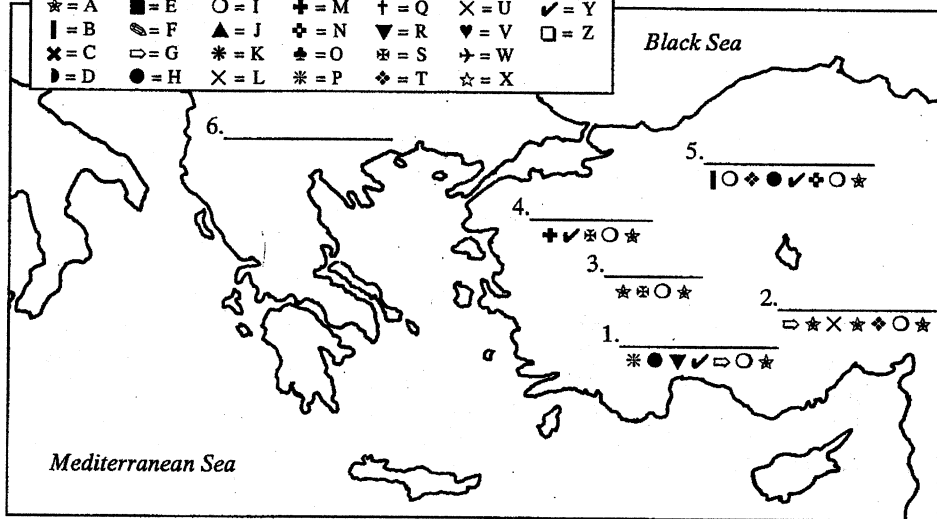 ✯ = A ■ = E ❍ = I ✚ = M ✝ = Q ✕ = U ✔ = Y
❙ = B ✎ = F ▲ = J ✥ = N ▼ = R ♥ = V ❏ = Z
✖ = C ⇨ = G ✳ = K ♣ = O ✠ = S ✈ = W
◗ = D ● = H ✕ = L ❊ = P ❖ = T ☆ = X
Black Sea
6.
5.
❙❍❖●✔✥❍✯
4.
✚✔✠❍✯
3.
✯✠❍✯
2.
⇨✯✕✯❖❍✯
1.
❊●▼✔⇨❍✯
Mediterranean Sea